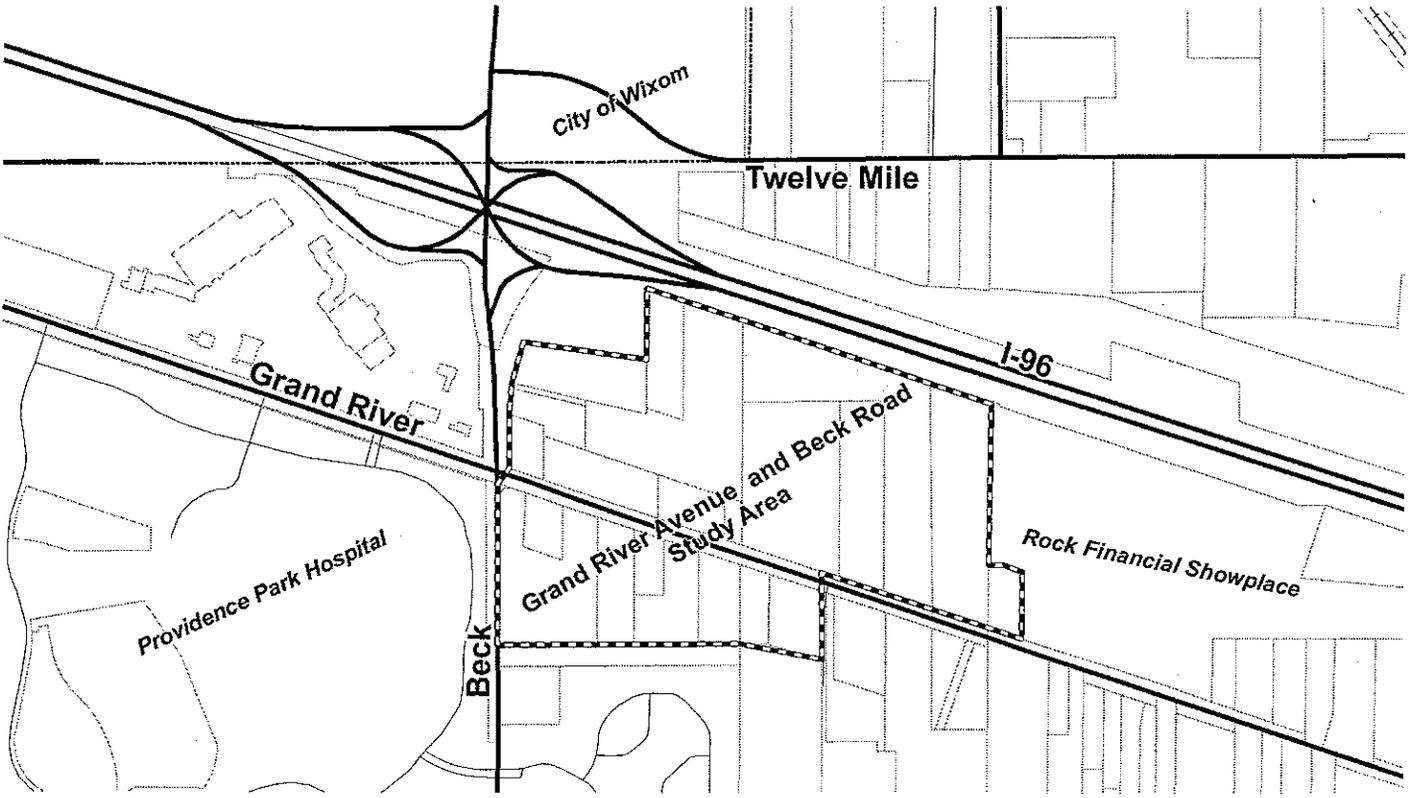 City of Wixom
Twelve Mile
I-96
Grand River
Grand River Avenue and Beck Road
Study Area
Rock Financial Showplace
Providence Park Hospital
Beck